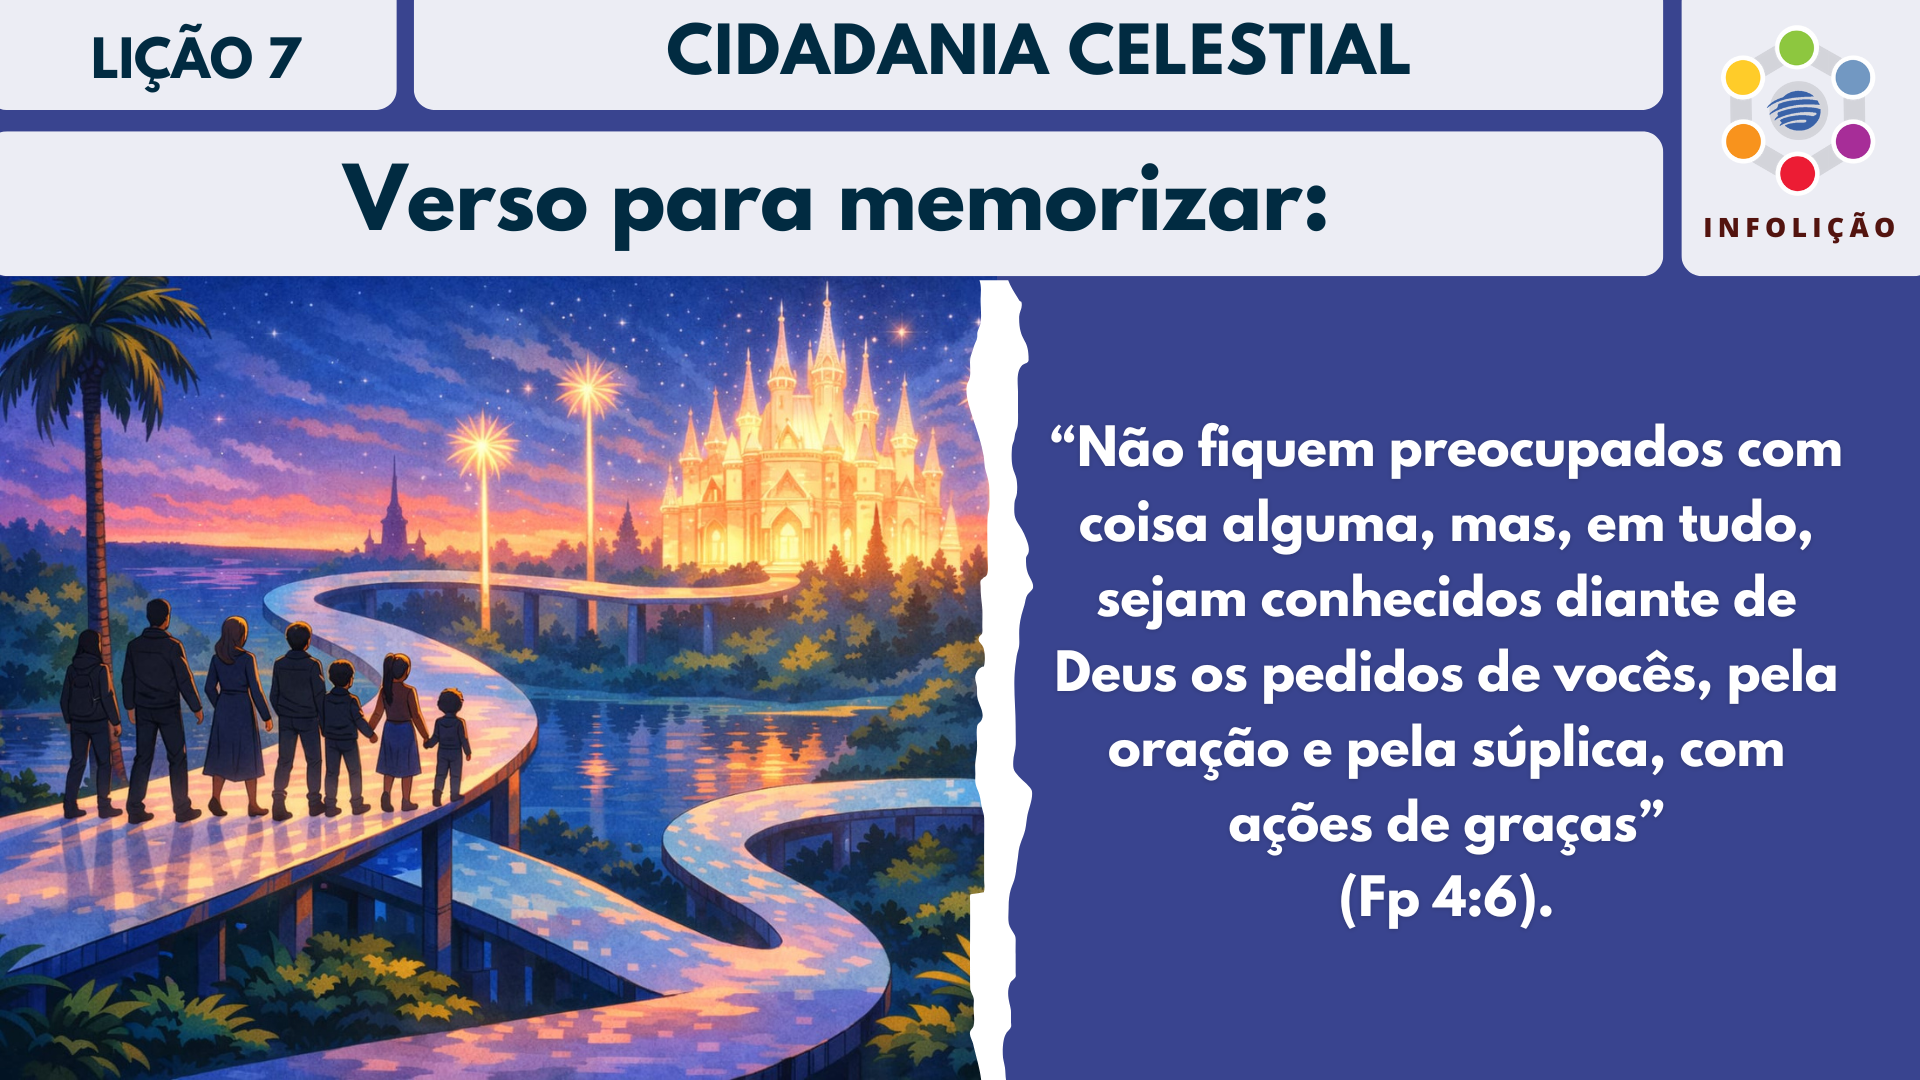 LIÇÃO 7
CIDADANIA CELESTIAL
INFOLIÇÃO
Verso para memorizar:
“Não fiquem preocupados com
coisa alguma, mas, em tudo,
sejam conhecidos diante de
Deus os pedidos de vocês, pela
oração e pela súplica, com
ações de graças”
(Fp 4:6).